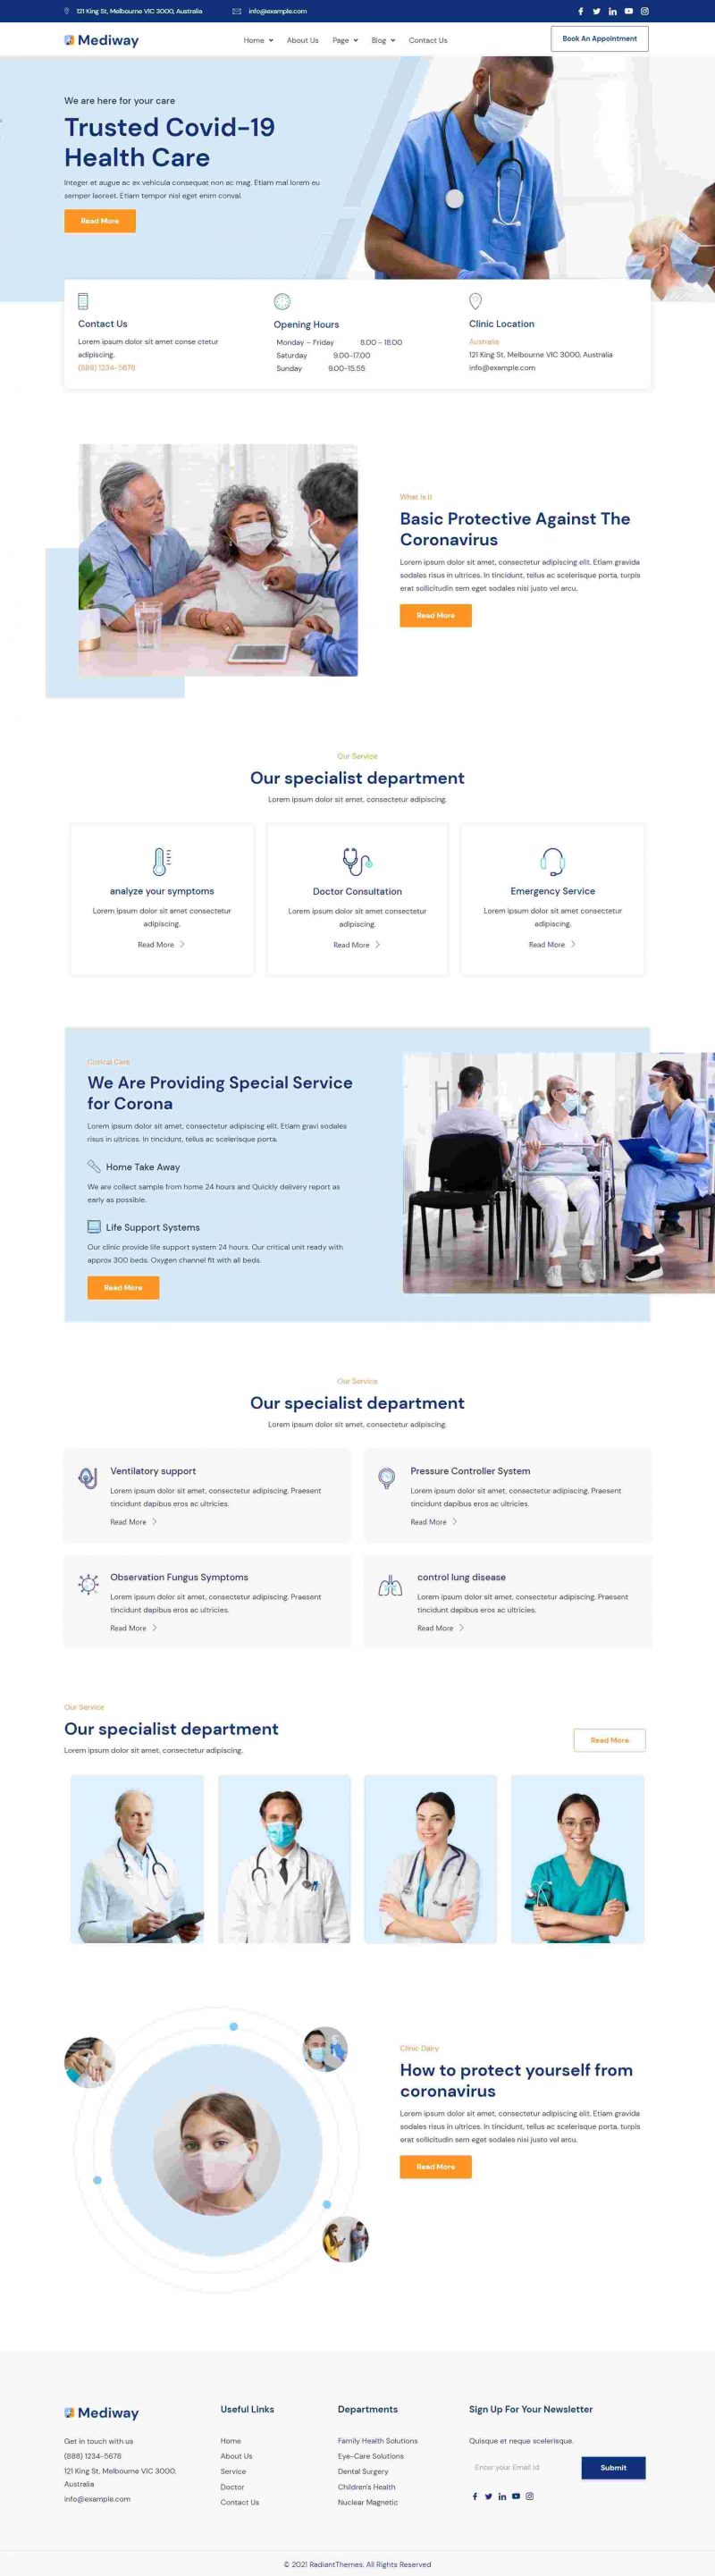 121 King St, Melbourne VIC 3000, Australia
info@example.com
Mediway
Home
About Us
Page
Blog
Contact Us
Book An Appointment
We are here for your care
Trusted Covid-19
Health Care
Integer et augue ac ex vehicula consequat non ac mag. Etiam mal lorem eu
semper laoreet. Etiam tempor nisl eget enim conval.
Read More
Contact Us
Lorem ipsum dolor sit amet conse ctetur
adipiscing.
(888) 1234-5678
Opening Hours
Monday - Friday 8.00 - 18.00
Saturday 9.00-17.00
Sunday 9.00-15.55
Clinic Location
Australia
121 King St, Melbourne VIC 3000, Australia
info@example.com
What Is It
Basic Protective Against The
Coronavirus
Lorem ipsum dolor sit amet, consectetur adipiscing elit. Etiam gravida
sodales risus in ultrices. In tincidunt, tellus ac scelerisque porta, turpis
erat sollicitudin sem eget sodales nisi justo vel arcu.
Read More
Our Service
Our specialist department
Lorem ipsum dolor sit amet, consectetur adipiscing.
analyze your symptoms
Lorem ipsum dolor sit amet consectetur
adipiscing.
Read More
Doctor Consultation
Lorem ipsum dolor sit amet consectetur
adipiscing.
Read More
Emergency Service
Lorem ipsum dolor sit amet consectetur
adipiscing.
Read More
Critical Care
We Are Providing Special Service
for Corona
Lorem ipsum dolor sit amet, consectetur adipiscing elit. Etiam gravi sodales
risus in ultrices. In tincidunt, tellus ac scelerisque porta.
Home Take Away
We are collect sample from home 24 hours and Quickly delivery report as
early as possible.
Life Support Systems
Our clinic provide life support system 24 hours. Our critical unit ready with
approx 300 beds. Oxygen channel fit with all beds.
Read More
Our Service
Our specialist department
Lorem ipsum dolor sit amet, consectetur adipiscing.
Ventilatory support
Lorem ipsum dolor sit amet, consectetur adipiscing. Praesent
tincidunt dapibus eros ac ultricies.
Read More
Pressure Controller System
Lorem ipsum dolor sit amet, consectetur adipiscing. Praesent
tincidunt dapibus eros ac ultricies.
Read More
Observation Fungus Symptoms
Lorem ipsum dolor sit amet, consectetur adipiscing. Praesent
tincidunt dapibus eros ac ultricies.
Read More
control lung disease
Lorem ipsum dolor sit amet, consectetur adipiscing. Praesent
tincidunt dapibus eros ac ultricies.
Read More
Our Service
Our specialist department
Lorem ipsum dolor sit amet, consectetur adipiscing.
Read More
Clinic Dairy
How to protect yourself from
coronavirus
Lorem ipsum dolor sit amet, consectetur adipiscing elit. Etiam gravida
sodales risus in ultrices. In tincidunt, tellus ac scelerisque porta, turpis
erat sollicitudin sem eget sodales nisi justo vel arcu.
Read More
Mediway
Get in touch with us
(888) 1234-5678
121 King St, Melbourne VIC 3000,
Australia
info@example.com
Useful Links
Home
About Us
Service
Doctor
Contact Us
Departments
Family Health Solutions
Eye-Care Solutions
Dental Surgery
Children's Health
Nuclear Magnetic
Sign Up For Your Newsletter
Quisque et neque scelerisque.
Enter your Email id
Submit
© 2021 RadiantThemes. All Rights Reserved